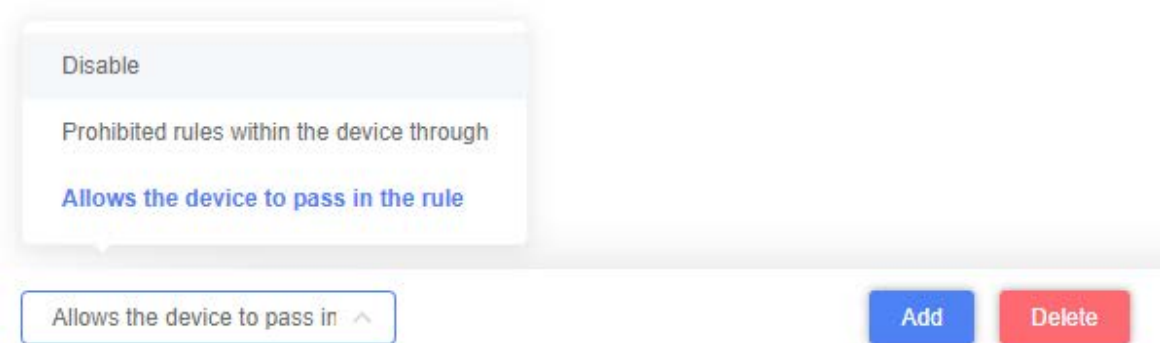 Disable
Prohibited rules within the device through
Allows the device to pass in the rule
Allows the device to pass in
Add
Delete